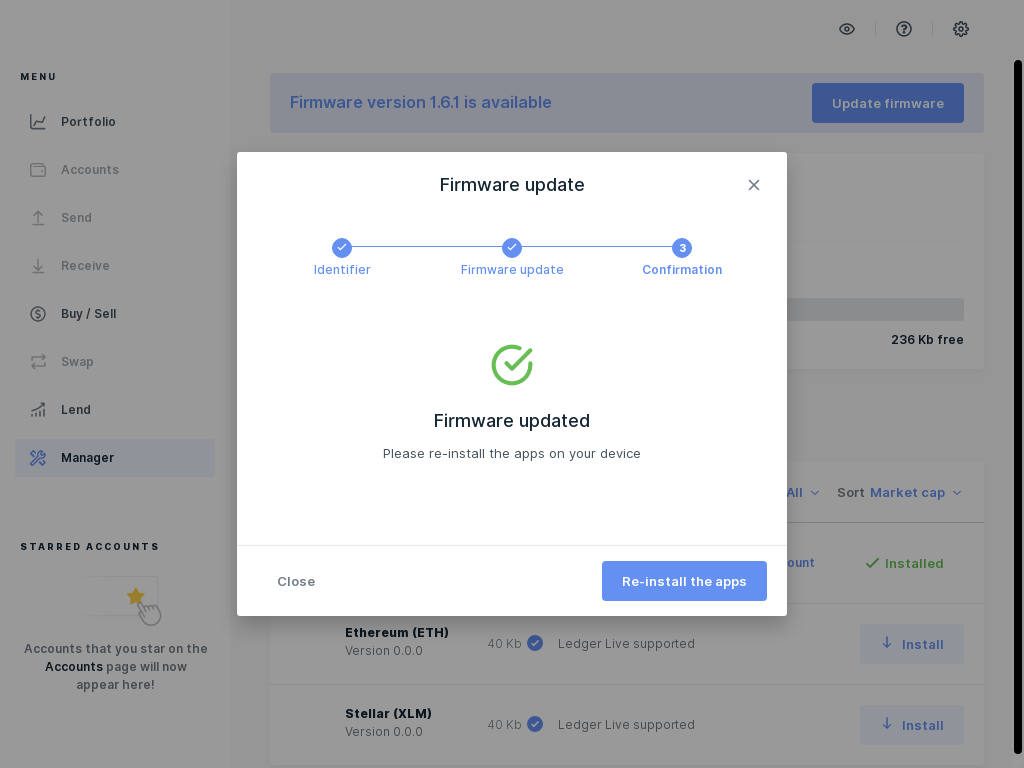 MENU
Portfolio
Accounts
Send
Receive
Buy / Sell
Swap
Lend
Manager
STARRED ACCOUNTS
Accounts that you star on the
Accounts page will now
appear here!
Firmware version 1.6.1 is available
Update firmware
236 Kb free
All
Sort Market cap
Installed
Ethereum (ETH)
Version 0.0.0
40 Kb
Ledger Live supported
Install
Stellar (XLM)
Version 0.0.0
40 Kb
Ledger Live supported
Install
Firmware update
Identifier
Firmware update
3
Confirmation
Firmware updated
Please re-install the apps on your device
Close
Re-install the apps